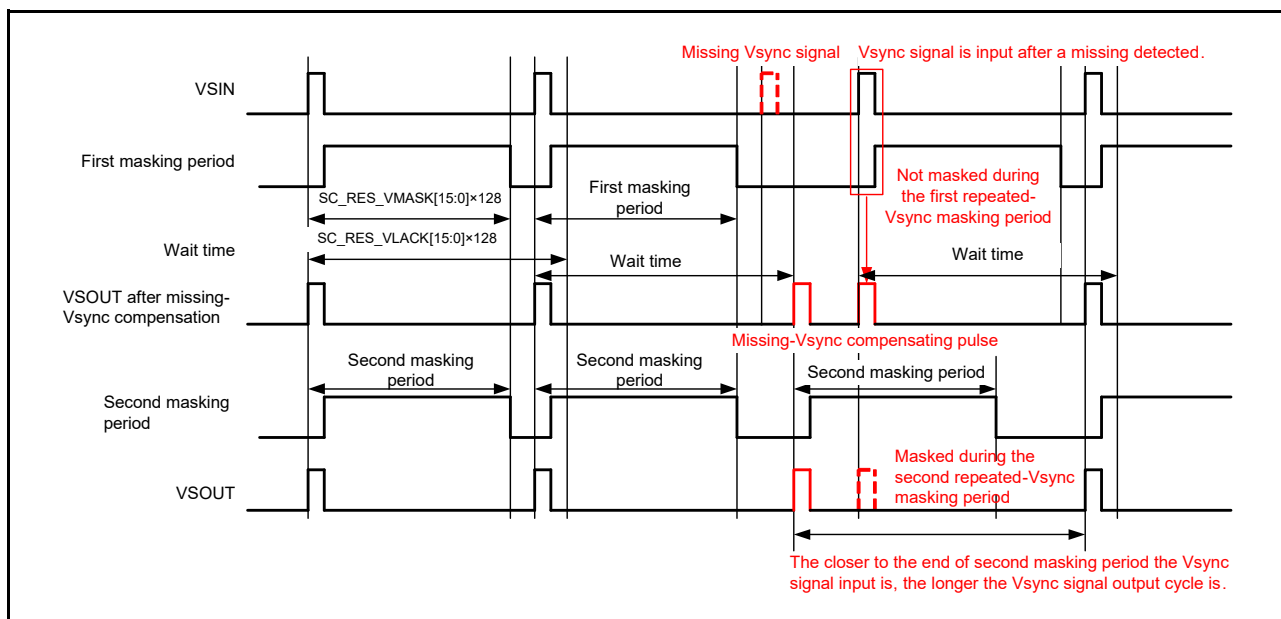 Missing Vsync signal
Vsync signal is input after a missing detected.
VSIN
First masking period
SC_RES_VMASK[15:0]×128
First masking
period
Not masked during
the first repeated-
Vsync masking period
SC_RES_VLACK[15:0]×128
Wait time
Wait time
Wait time
VSOUT after missing-
Vsync compensation
Missing-Vsync compensating pulse
Second masking
period
Second masking
period
Second masking period
Second masking
period
Masked during the
second repeated-Vsync
masking period
VSOUT
The closer to the end of second masking period the Vsync
signal input is, the longer the Vsync signal output cycle is.